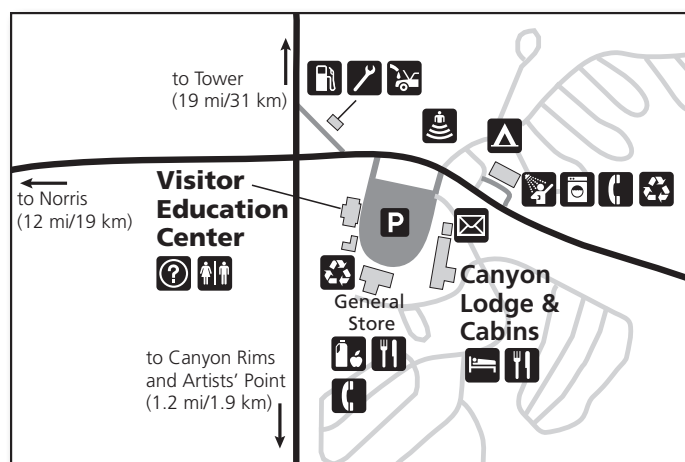 to Tower
(19 mi/31 km)
to Norris
(12 mi/19 km)
Visitor
Education
Center
?
P
General
Store
Canyon
Lodge &
Cabins
to Canyon Rims
and Artists’ Point
(1.2 mi/1.9 km)